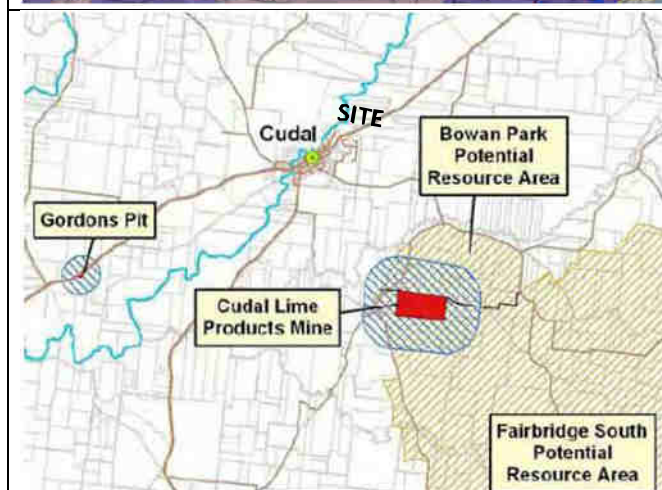 SITE
Cudal
Bowan Park
Potential
Resource Area
Gordons Pit
Cudal Lime
Products Mine
Fairbridge South
Potential
Resource Area